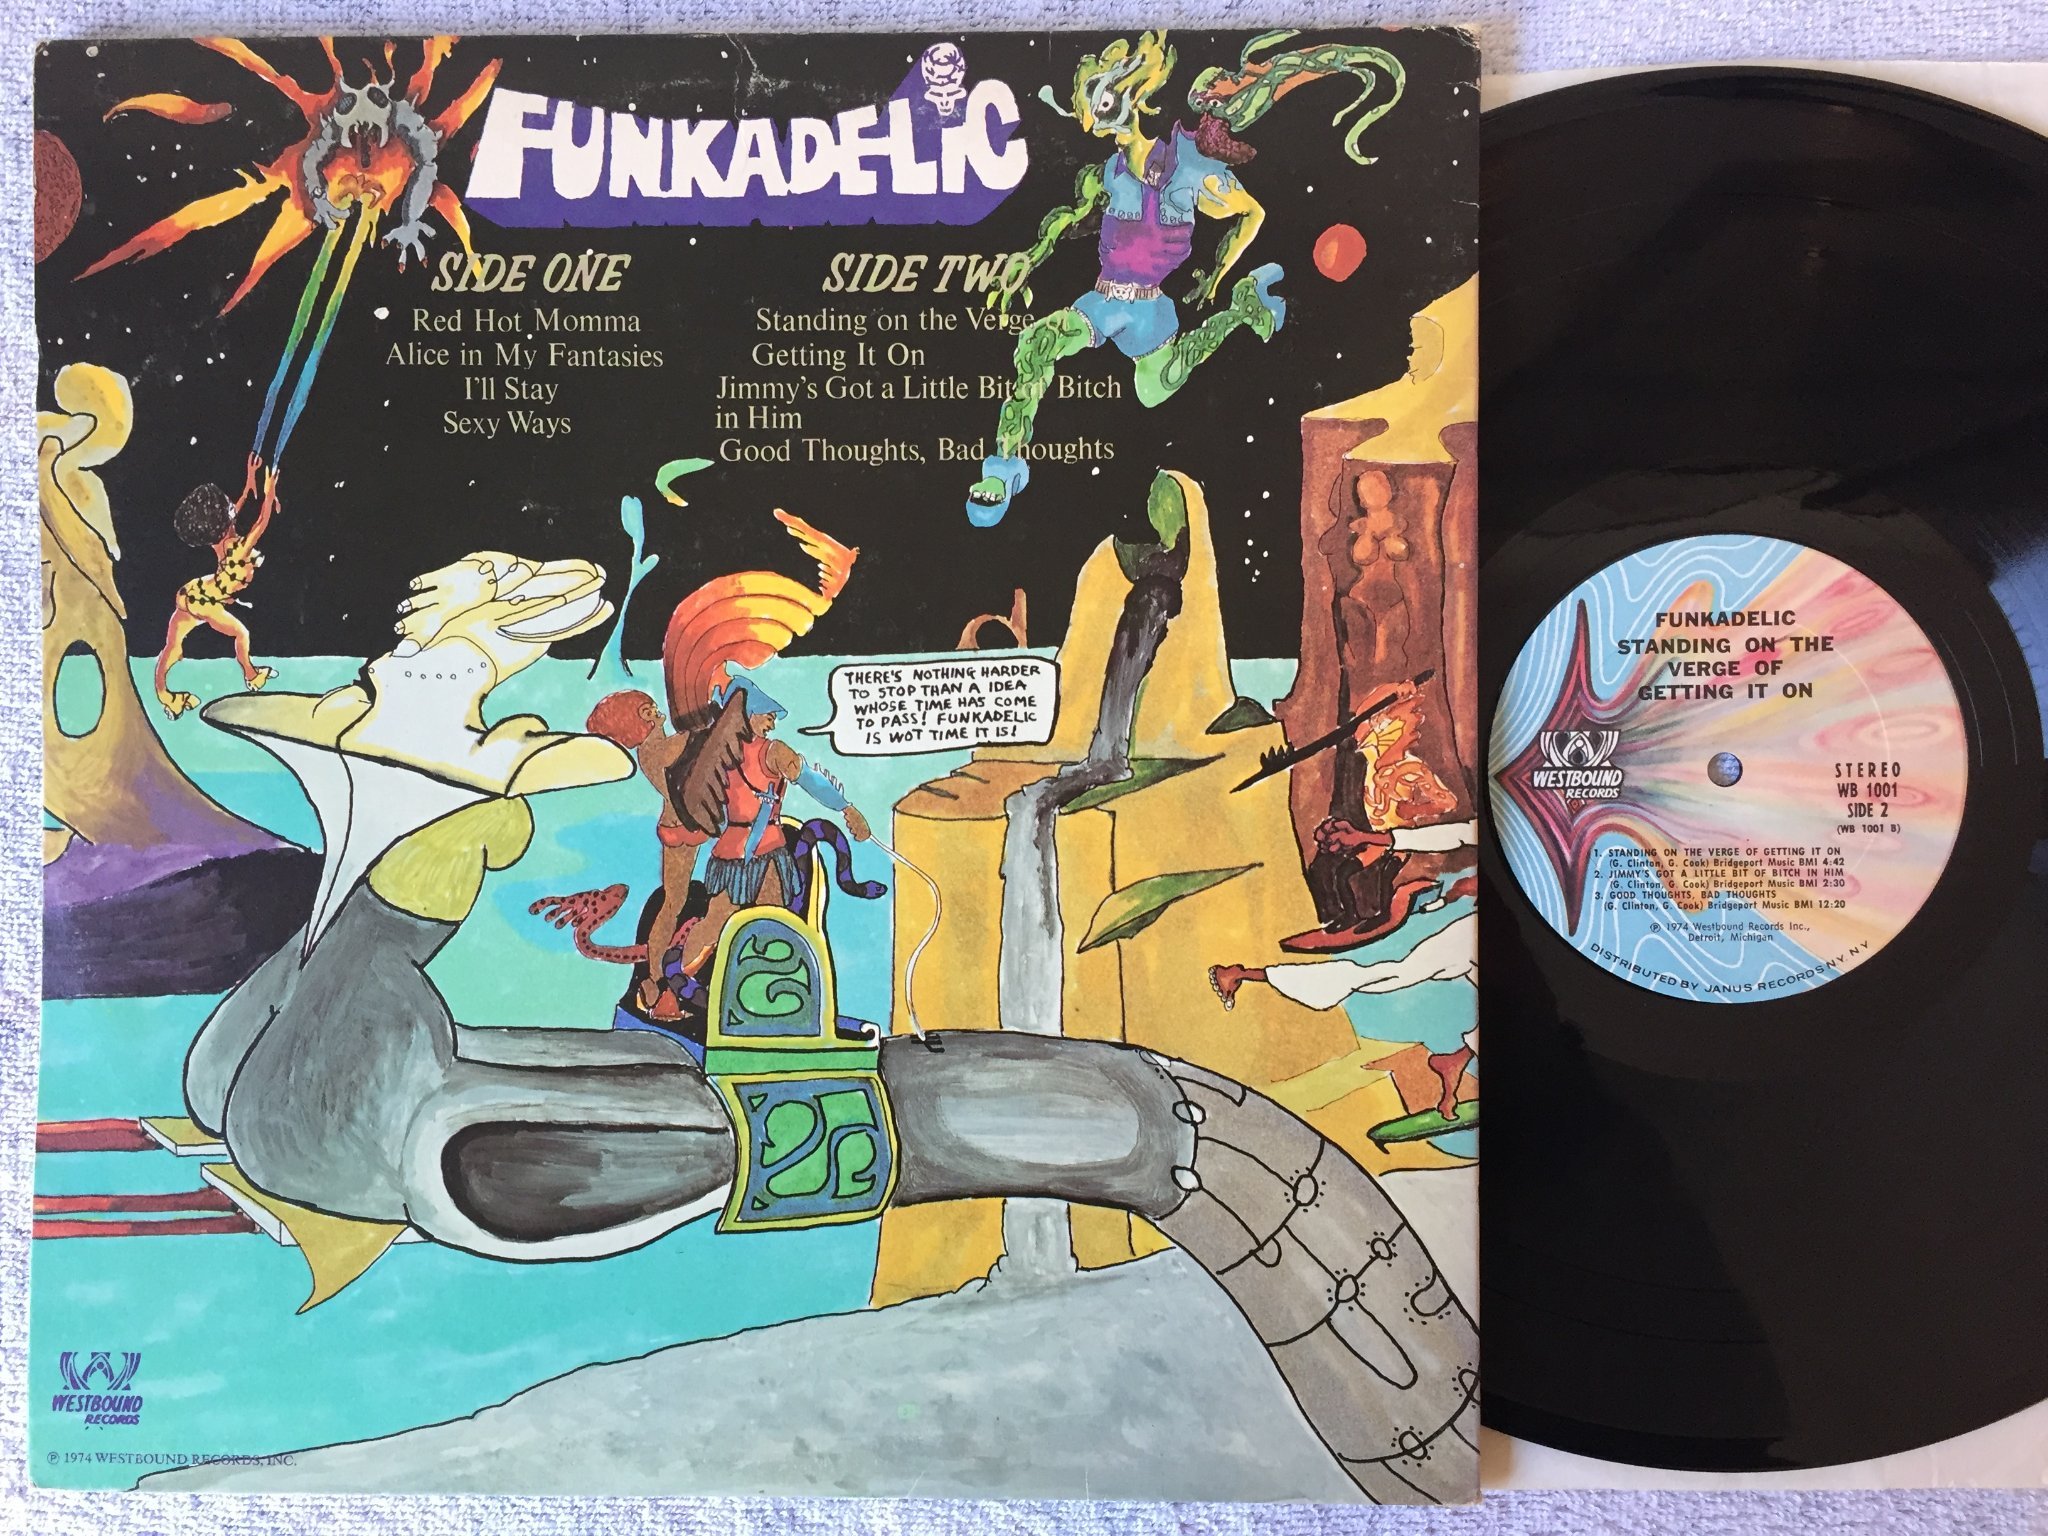 FUNKADELIC
SIDE ONE
Red Hot Momma
Alice in My Fantasies
I'll Stay
Sexy Ways
SIDE TWO
Standing on the Verge of
Getting It On
Jimmy's Got a Little Bit of Bitch
in Him
Good Thoughts, Bad Thoughts
THERE'S NOTHING HARDER
TO STOP THAN A IDEA
WHOSE TIME HAS COME
TO PASS! FUNKADELIC
IS WOT TIME IT IS!
WESTBOUND
RECORDS
℗ 1974 WESTBOUND RECORDS, INC.
FUNKADELIC
STANDING ON THE
VERGE OF
GETTING IT ON
WESTBOUND
RECORDS
STEREO
WB 1001
SIDE 2
(WB 1001 B)
1. STANDING ON THE VERGE OF GETTING IT ON
(G. Clinton, G. Cook) Bridgeport Music BMI 4:42
2. JIMMY'S GOT A LITTLE BIT OF BITCH IN HIM
(G. Clinton, G. Cook) Bridgeport Music BMI 2:30
3. GOOD THOUGHTS, BAD THOUGHTS
(G. Clinton, G. Cook) Bridgeport Music BMI 12:20
℗ 1974 Westbound Records Inc.,
Detroit, Michigan
DISTRIBUTED BY JANUS RECORDS N.Y. N.Y